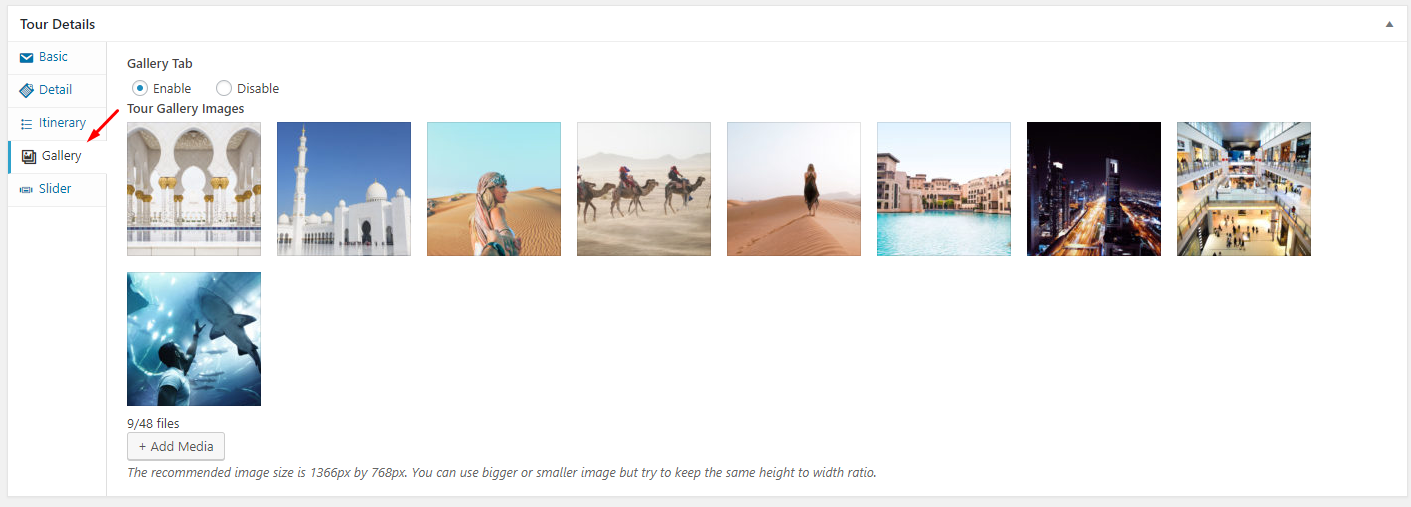 Tour Details
Basic
Detail
Itinerary
Gallery
Slider
Gallery Tab
Enable Disable
Tour Gallery Images
9/48 files
+ Add Media
The recommended image size is 1366px by 768px. You can use bigger or smaller image but try to keep the same height to width ratio.